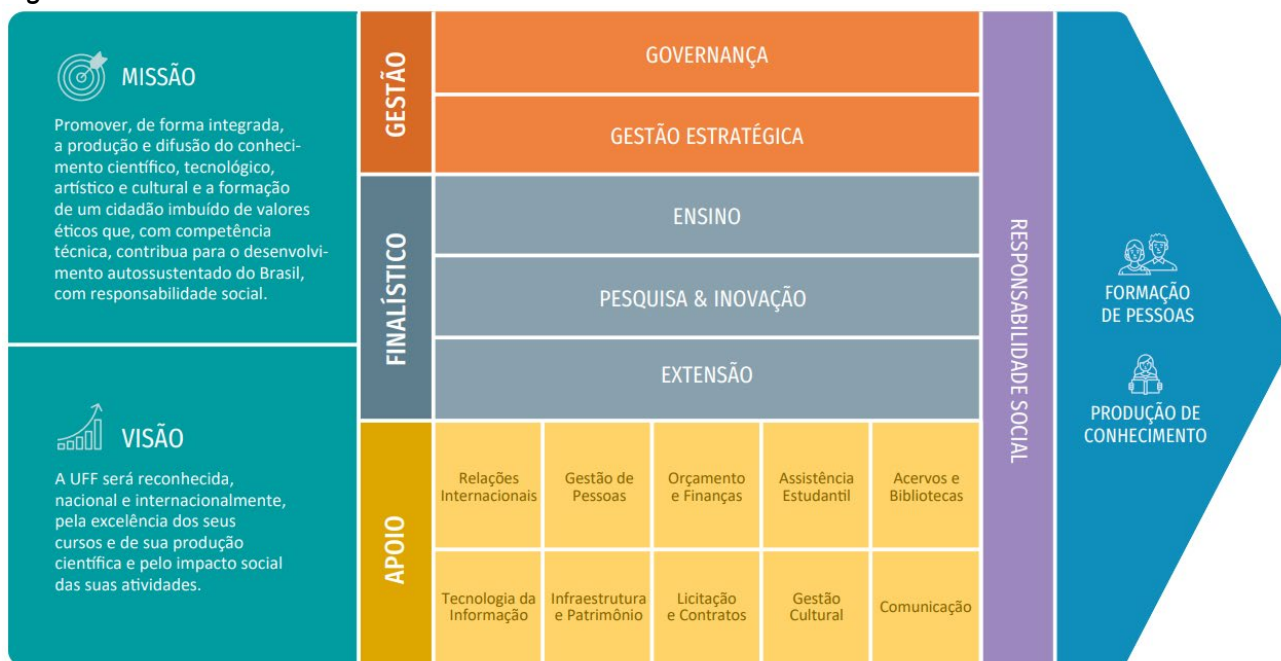 MISSÃO
Promover, de forma integrada,
a produção e difusão do conheci-
mento científico, tecnológico,
artístico e cultural e a formação
de um cidadão imbuído de valores
éticos que, com competência
técnica, contribua para o desenvolvi-
mento autossustentado do Brasil,
com responsabilidade social.
VISÃO
A UFF será reconhecida,
nacional e internacionalmente,
pela excelência dos seus
cursos e de sua produção
científica e pelo impacto social
das suas atividades.
GESTÃO
GOVERNANÇA
GESTÃO ESTRATÉGICA
FINALÍSTICO
ENSINO
PESQUISA & INOVAÇÃO
EXTENSÃO
APOIO
Relações
Internacionais
Gestão de
Pessoas
Orçamento
e Finanças
Assistência
Estudantil
Acervos e
Bibliotecas
Tecnologia da
Informação
Infraestrutura
e Patrimônio
Licitação
e Contratos
Gestão
Cultural
Comunicação
RESPONSABILIDADE SOCIAL
FORMAÇÃO
DE PESSOAS
PRODUÇÃO DE
CONHECIMENTO